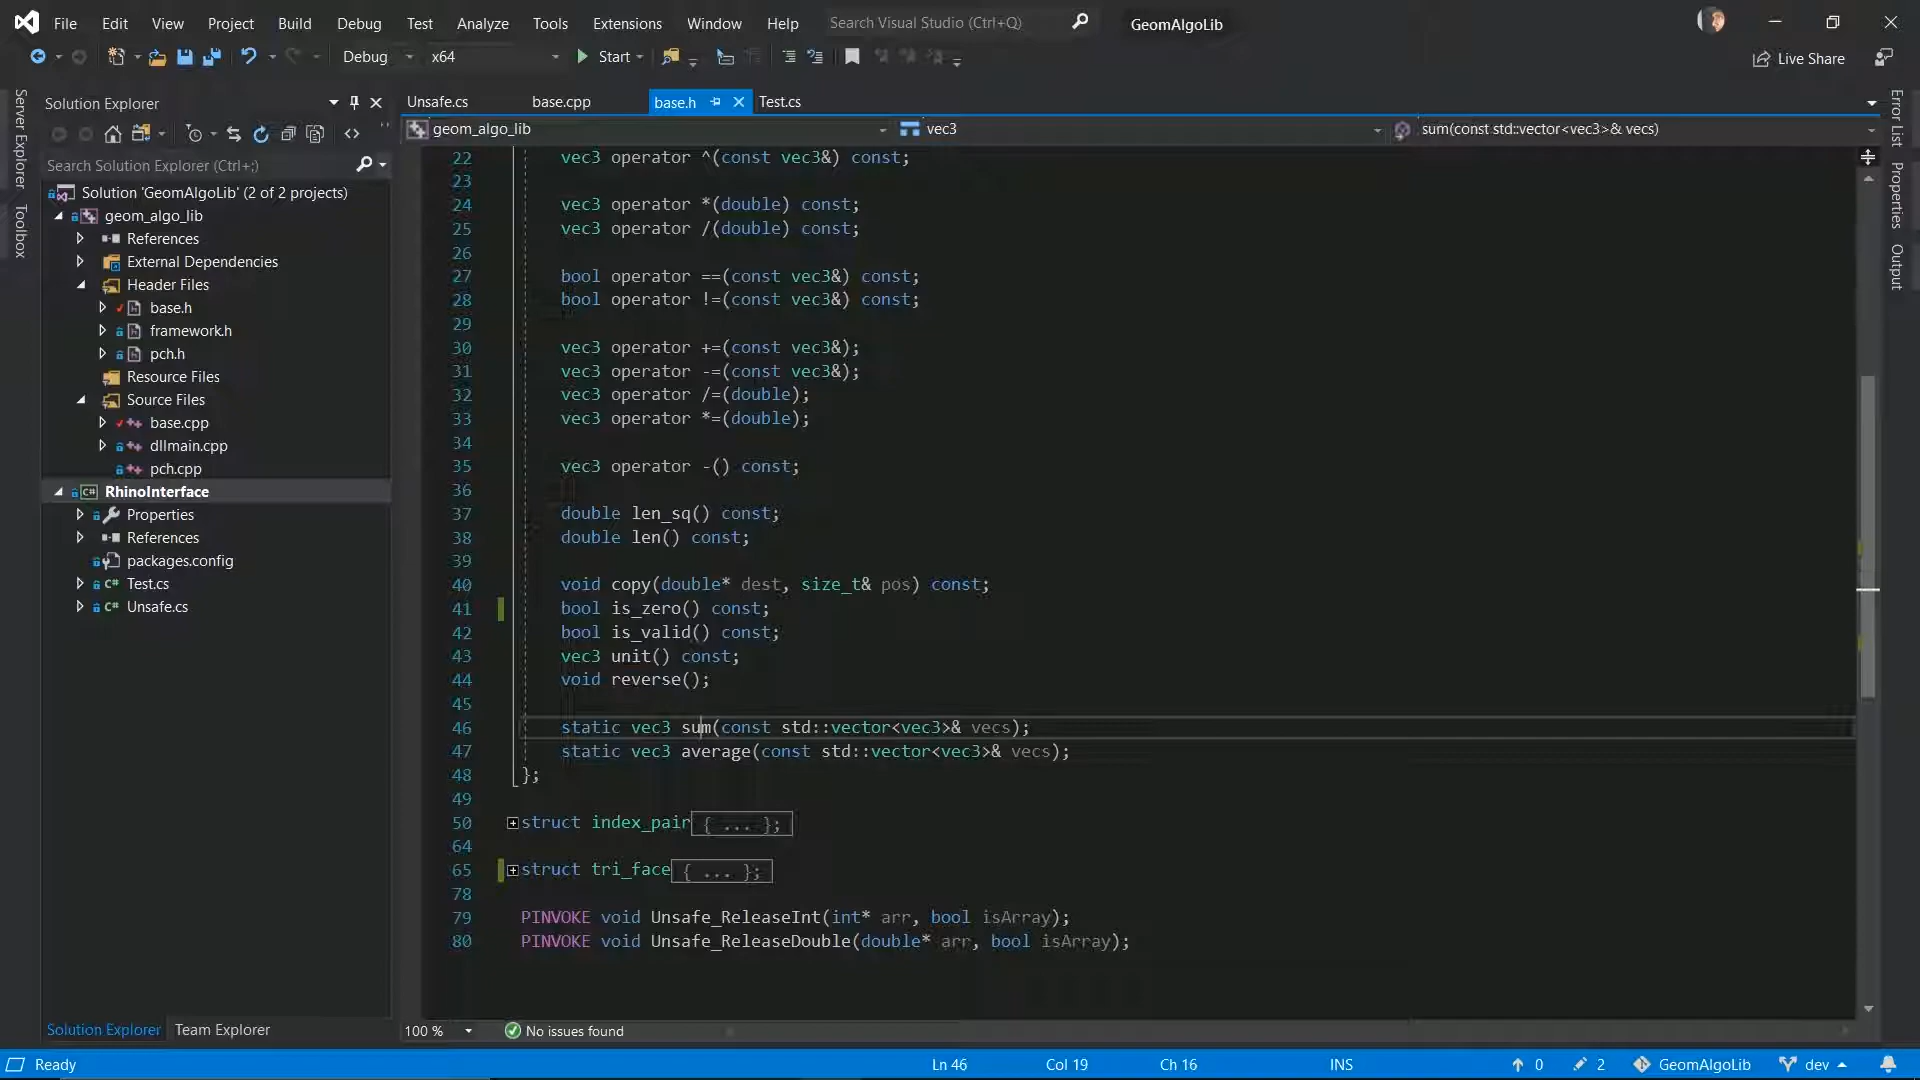 File Edit View Project Build Debug Test Analyze Tools Extensions Window Help Search Visual Studio (Ctrl+Q) GeomAlgoLib
Debug x64 Start Live Share
Server Explorer
Toolbox
Solution Explorer
Search Solution Explorer (Ctrl+;)
Solution 'GeomAlgoLib' (2 of 2 projects)
geom_algo_lib
References
External Dependencies
Header Files
base.h
framework.h
pch.h
Resource Files
Source Files
base.cpp
dllmain.cpp
pch.cpp
RhinoInterface
Properties
References
packages.config
Test.cs
Unsafe.cs
Solution Explorer Team Explorer
Unsafe.cs base.cpp base.h Test.cs
geom_algo_lib vec3 sum(const std::vector<vec3>& vecs)
22 vec3 operator ^(const vec3&) const;
23
24 vec3 operator *(double) const;
25 vec3 operator /(double) const;
26
27 bool operator ==(const vec3&) const;
28 bool operator !=(const vec3&) const;
29
30 vec3 operator +=(const vec3&);
31 vec3 operator -=(const vec3&);
32 vec3 operator /=(double);
33 vec3 operator *=(double);
34
35 vec3 operator -() const;
36
37 double len_sq() const;
38 double len() const;
39
40 void copy(double* dest, size_t& pos) const;
41 bool is_zero() const;
42 bool is_valid() const;
43 vec3 unit() const;
44 void reverse();
45
46 static vec3 sum(const std::vector<vec3>& vecs);
47 static vec3 average(const std::vector<vec3>& vecs);
48 };
49
50 struct index_pair { ... };
64
65 struct tri_face { ... };
78
79 PINVOKE void Unsafe_ReleaseInt(int* arr, bool isArray);
80 PINVOKE void Unsafe_ReleaseDouble(double* arr, bool isArray);
100 % No issues found
Error List
Properties
Output
Ready Ln 46 Col 19 Ch 16 INS 0 2 GeomAlgoLib dev